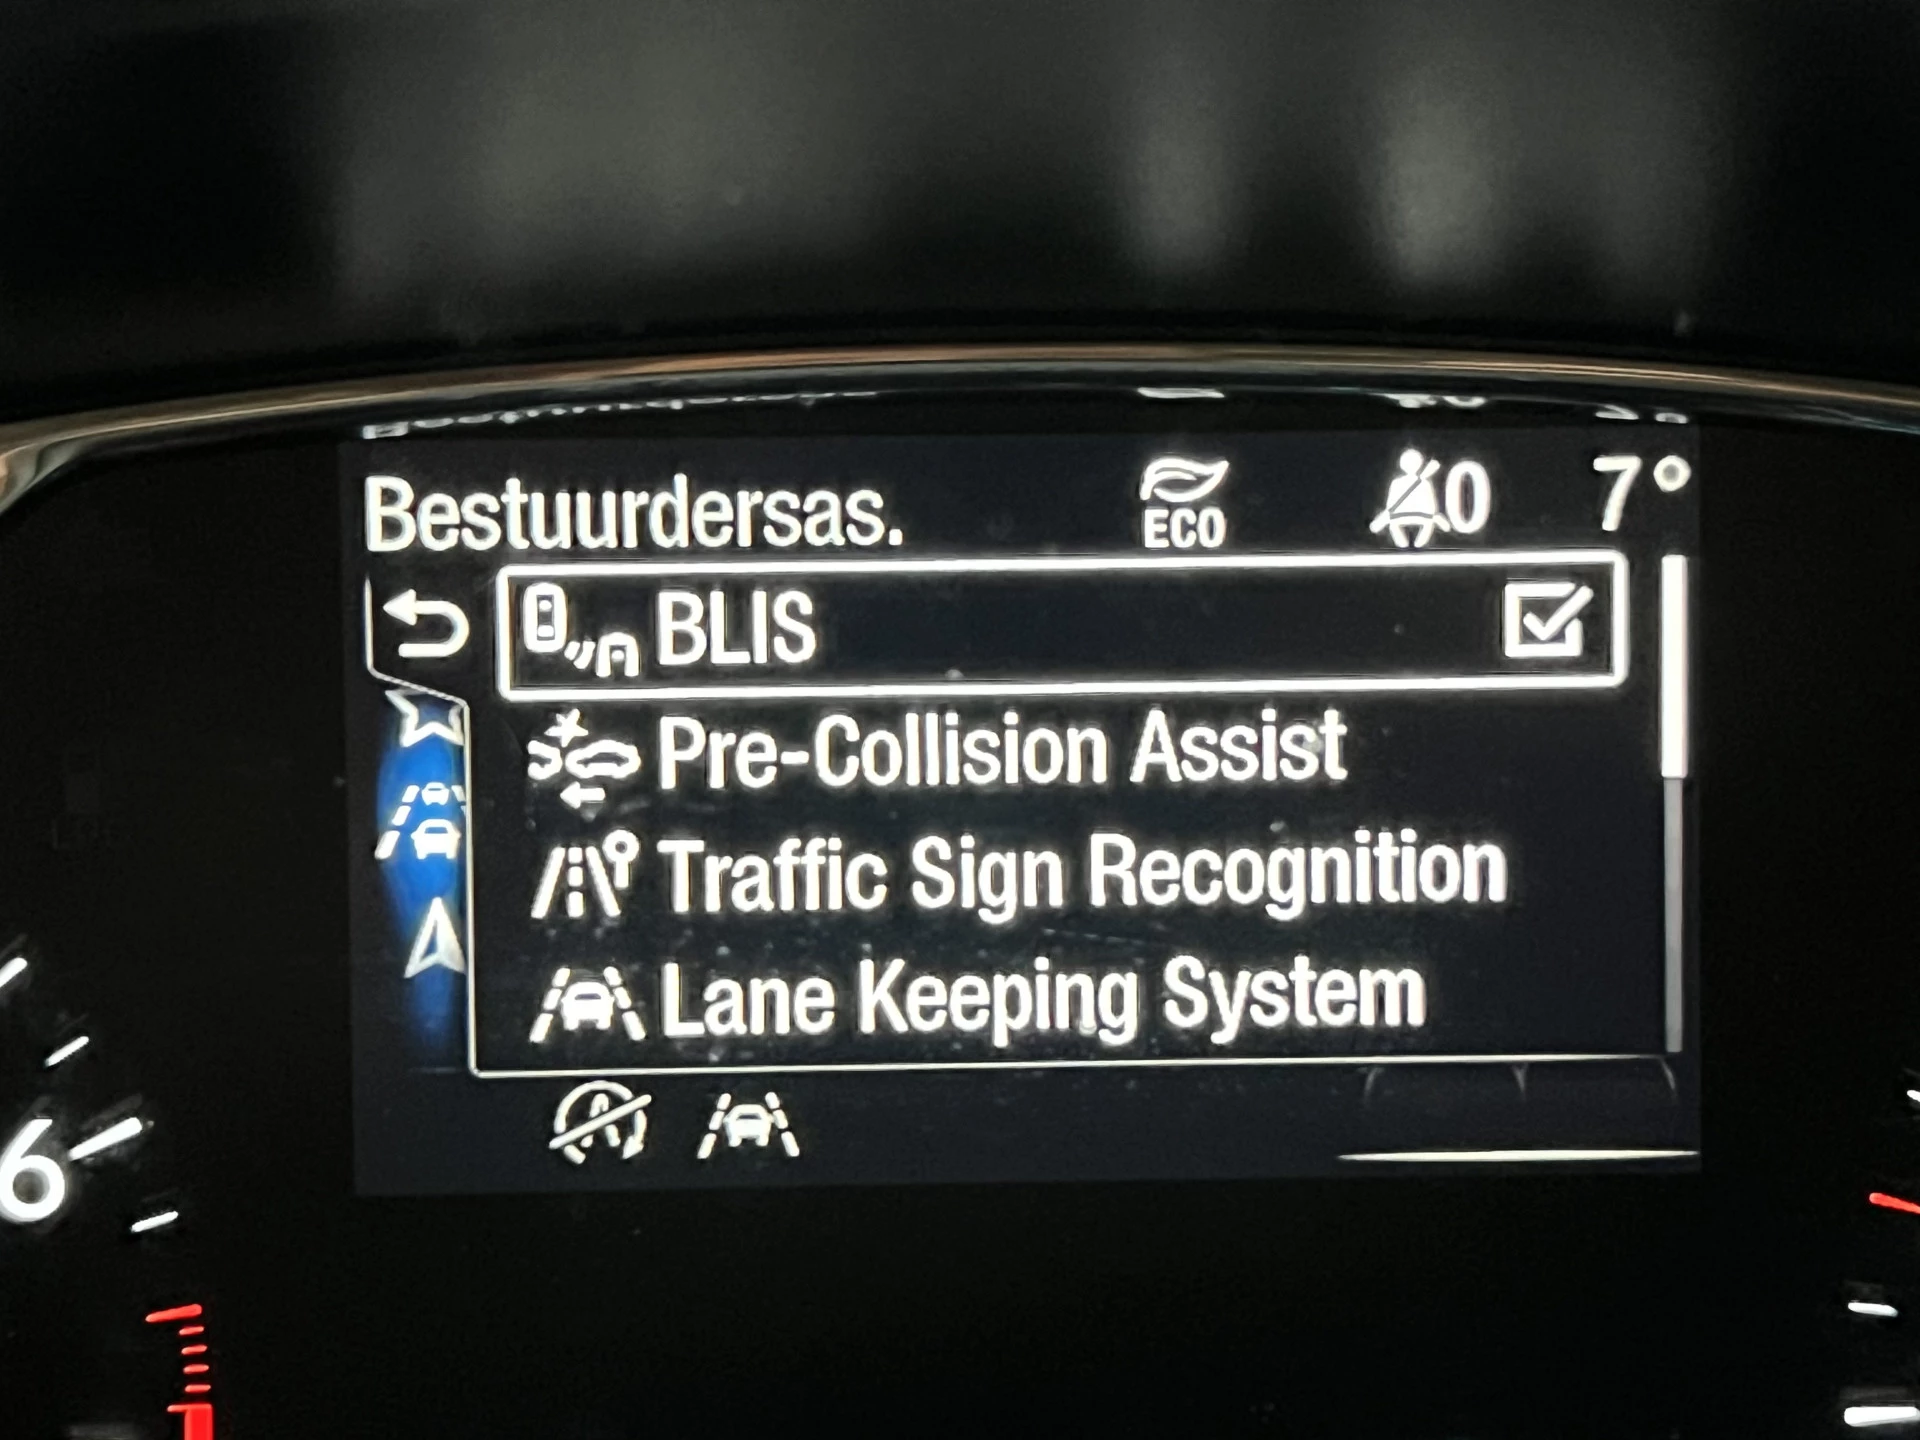 Bestuurdersas.
ECO
0
7°
BLIS
Pre-Collision Assist
Traffic Sign Recognition
Lane Keeping System
A
6